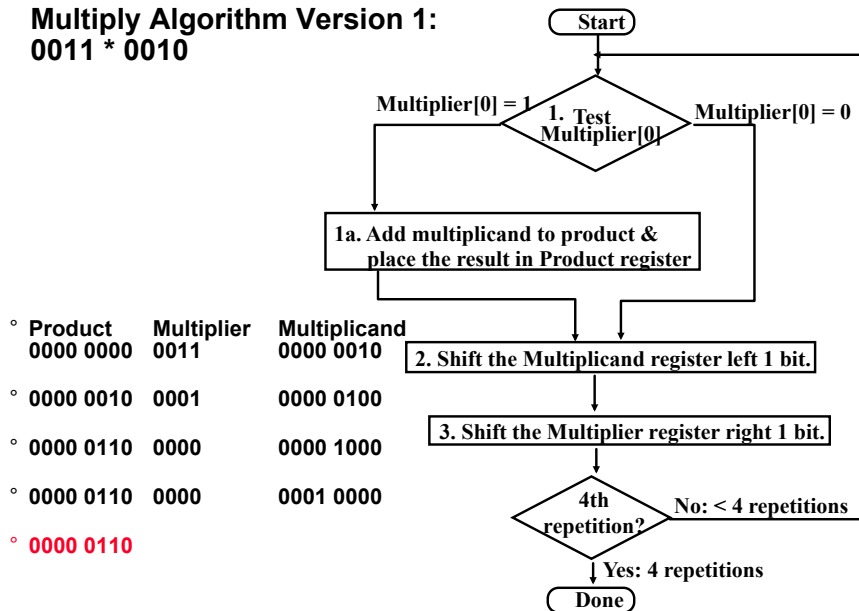 Multiply Algorithm Version 1:
0011 * 0010
Start
Multiplier[0] = 1
1. Test
Multiplier[0]
Multiplier[0] = 0
1a. Add multiplicand to product &
place the result in Product register
° Product Multiplier Multiplicand
0000 0000 0011 0000 0010
2. Shift the Multiplicand register left 1 bit.
° 0000 0010 0001 0000 0100
3. Shift the Multiplier register right 1 bit.
° 0000 0110 0000 0000 1000
° 0000 0110 0000 0001 0000
4th
repetition?
No: < 4 repetitions
° 0000 0110
Yes: 4 repetitions
Done